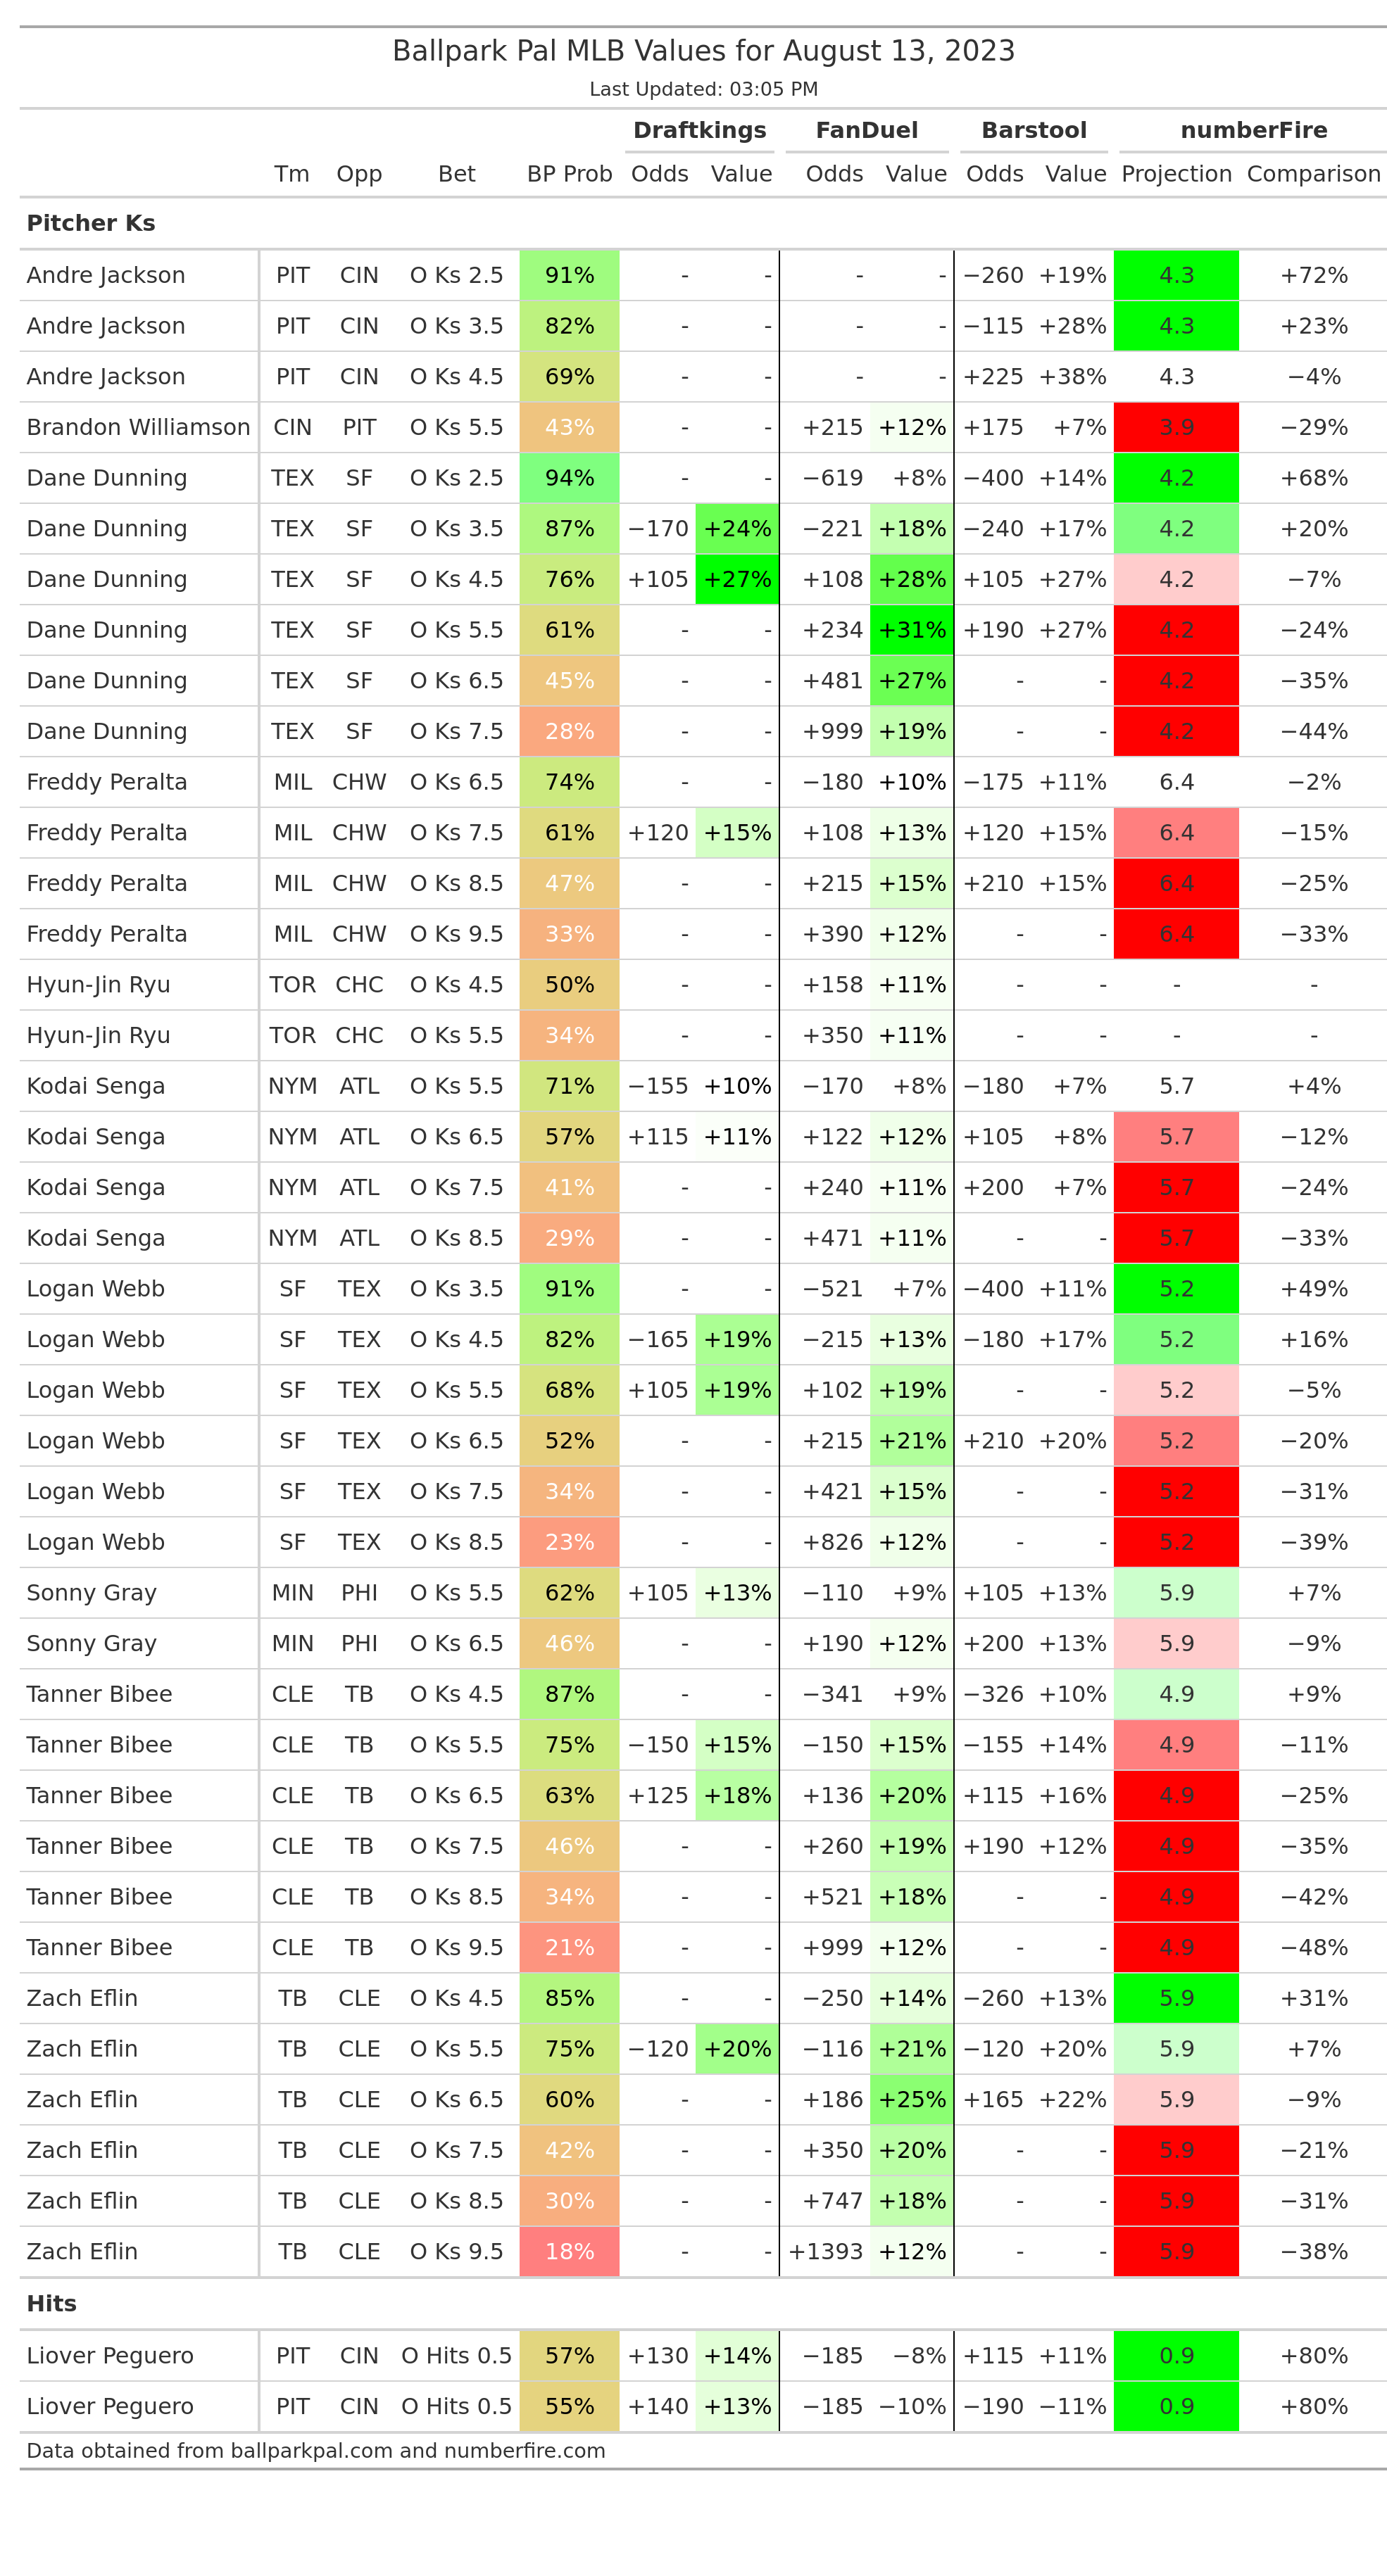 Ballpark Pal MLB Values for August 13, 2023
Last Updated: 03:05 PM
Draftkings FanDuel Barstool numberFire
Tm Opp Bet BP Prob Odds Value Odds Value Odds Value Projection Comparison
Pitcher Ks
Andre Jackson PIT CIN O Ks 2.5 91% - - - - −260 +19% 4.3 +72%
Andre Jackson PIT CIN O Ks 3.5 82% - - - - −115 +28% 4.3 +23%
Andre Jackson PIT CIN O Ks 4.5 69% - - - - +225 +38% 4.3 −4%
Brandon Williamson CIN PIT O Ks 5.5 43% - - +215 +12% +175 +7% 3.9 −29%
Dane Dunning TEX SF O Ks 2.5 94% - - −619 +8% −400 +14% 4.2 +68%
Dane Dunning TEX SF O Ks 3.5 87% −170 +24% −221 +18% −240 +17% 4.2 +20%
Dane Dunning TEX SF O Ks 4.5 76% +105 +27% +108 +28% +105 +27% 4.2 −7%
Dane Dunning TEX SF O Ks 5.5 61% - - +234 +31% +190 +27% 4.2 −24%
Dane Dunning TEX SF O Ks 6.5 45% - - +481 +27% - - 4.2 −35%
Dane Dunning TEX SF O Ks 7.5 28% - - +999 +19% - - 4.2 −44%
Freddy Peralta MIL CHW O Ks 6.5 74% - - −180 +10% −175 +11% 6.4 −2%
Freddy Peralta MIL CHW O Ks 7.5 61% +120 +15% +108 +13% +120 +15% 6.4 −15%
Freddy Peralta MIL CHW O Ks 8.5 47% - - +215 +15% +210 +15% 6.4 −25%
Freddy Peralta MIL CHW O Ks 9.5 33% - - +390 +12% - - 6.4 −33%
Hyun-Jin Ryu TOR CHC O Ks 4.5 50% - - +158 +11% - - - -
Hyun-Jin Ryu TOR CHC O Ks 5.5 34% - - +350 +11% - - - -
Kodai Senga NYM ATL O Ks 5.5 71% −155 +10% −170 +8% −180 +7% 5.7 +4%
Kodai Senga NYM ATL O Ks 6.5 57% +115 +11% +122 +12% +105 +8% 5.7 −12%
Kodai Senga NYM ATL O Ks 7.5 41% - - +240 +11% +200 +7% 5.7 −24%
Kodai Senga NYM ATL O Ks 8.5 29% - - +471 +11% - - 5.7 −33%
Logan Webb SF TEX O Ks 3.5 91% - - −521 +7% −400 +11% 5.2 +49%
Logan Webb SF TEX O Ks 4.5 82% −165 +19% −215 +13% −180 +17% 5.2 +16%
Logan Webb SF TEX O Ks 5.5 68% +105 +19% +102 +19% - - 5.2 −5%
Logan Webb SF TEX O Ks 6.5 52% - - +215 +21% +210 +20% 5.2 −20%
Logan Webb SF TEX O Ks 7.5 34% - - +421 +15% - - 5.2 −31%
Logan Webb SF TEX O Ks 8.5 23% - - +826 +12% - - 5.2 −39%
Sonny Gray MIN PHI O Ks 5.5 62% +105 +13% −110 +9% +105 +13% 5.9 +7%
Sonny Gray MIN PHI O Ks 6.5 46% - - +190 +12% +200 +13% 5.9 −9%
Tanner Bibee CLE TB O Ks 4.5 87% - - −341 +9% −326 +10% 4.9 +9%
Tanner Bibee CLE TB O Ks 5.5 75% −150 +15% −150 +15% −155 +14% 4.9 −11%
Tanner Bibee CLE TB O Ks 6.5 63% +125 +18% +136 +20% +115 +16% 4.9 −25%
Tanner Bibee CLE TB O Ks 7.5 46% - - +260 +19% +190 +12% 4.9 −35%
Tanner Bibee CLE TB O Ks 8.5 34% - - +521 +18% - - 4.9 −42%
Tanner Bibee CLE TB O Ks 9.5 21% - - +999 +12% - - 4.9 −48%
Zach Eflin TB CLE O Ks 4.5 85% - - −250 +14% −260 +13% 5.9 +31%
Zach Eflin TB CLE O Ks 5.5 75% −120 +20% −116 +21% −120 +20% 5.9 +7%
Zach Eflin TB CLE O Ks 6.5 60% - - +186 +25% +165 +22% 5.9 −9%
Zach Eflin TB CLE O Ks 7.5 42% - - +350 +20% - - 5.9 −21%
Zach Eflin TB CLE O Ks 8.5 30% - - +747 +18% - - 5.9 −31%
Zach Eflin TB CLE O Ks 9.5 18% - - +1393 +12% - - 5.9 −38%
Hits
Liover Peguero PIT CIN O Hits 0.5 57% +130 +14% −185 −8% +115 +11% 0.9 +80%
Liover Peguero PIT CIN O Hits 0.5 55% +140 +13% −185 −10% −190 −11% 0.9 +80%
Data obtained from ballparkpal.com and numberfire.com